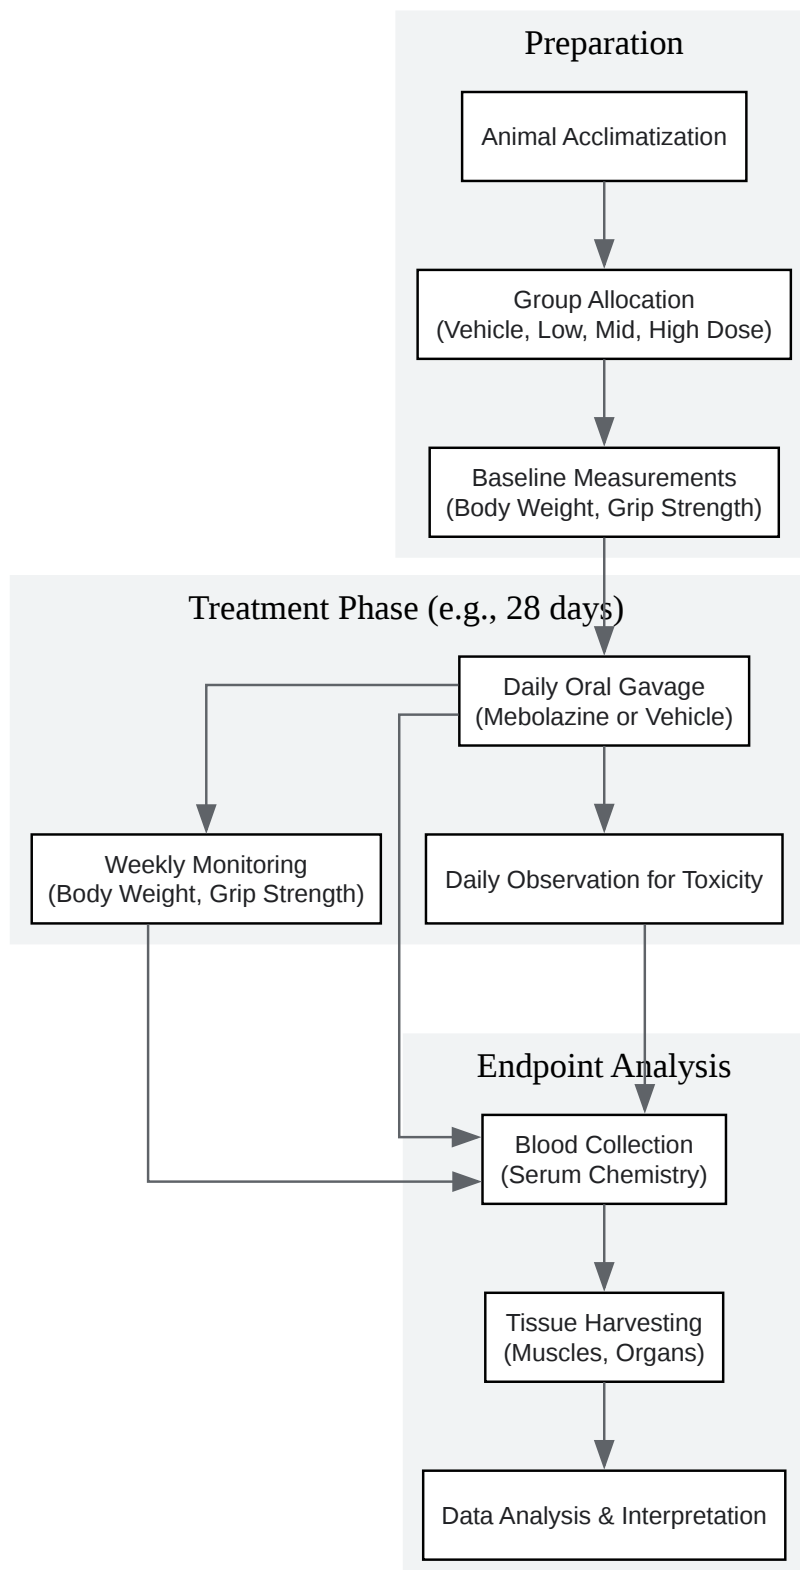 Preparation
Animal Acclimatization
Group Allocation
(Vehicle, Low, Mid, High Dose)
Baseline Measurements
(Body Weight, Grip Strength)
Treatment Phase (e.g., 28 days)
Daily Oral Gavage
(Mebolazine or Vehicle)
Weekly Monitoring
(Body Weight, Grip Strength)
Daily Observation for Toxicity
Endpoint Analysis
Blood Collection
(Serum Chemistry)
Tissue Harvesting
(Muscles, Organs)
Data Analysis & Interpretation